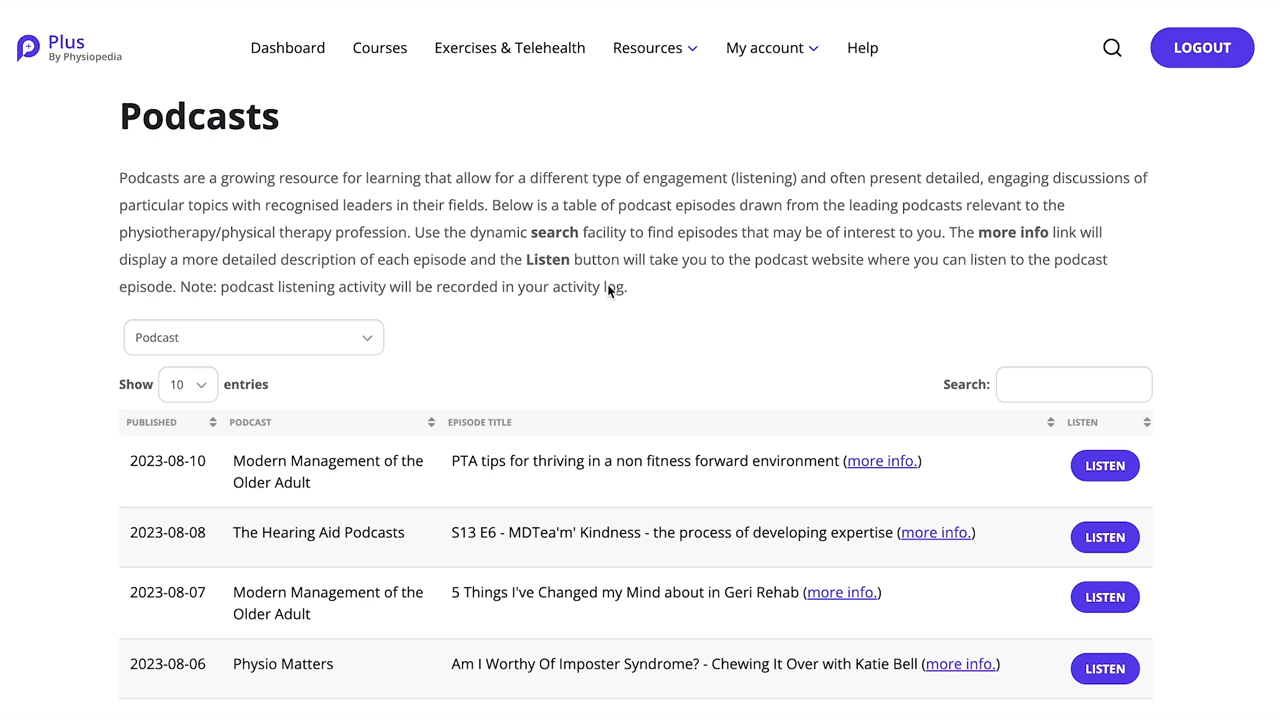 Plus
By Physiopedia
Dashboard Courses Exercises & Telehealth Resources My account Help LOGOUT
Podcasts
Podcasts are a growing resource for learning that allow for a different type of engagement (listening) and often present detailed, engaging discussions of
particular topics with recognised leaders in their fields. Below is a table of podcast episodes drawn from the leading podcasts relevant to the
physiotherapy/physical therapy profession. Use the dynamic search facility to find episodes that may be of interest to you. The more info link will
display a more detailed description of each episode and the Listen button will take you to the podcast website where you can listen to the podcast
episode. Note: podcast listening activity will be recorded in your activity log.
Podcast
Show 10 entries Search:
PUBLISHED PODCAST EPISODE TITLE LISTEN
2023-08-10 Modern Management of the PTA tips for thriving in a non fitness forward environment (more info.) LISTEN
Older Adult
2023-08-08 The Hearing Aid Podcasts S13 E6 - MDTea'm' Kindness - the process of developing expertise (more info.) LISTEN
2023-08-07 Modern Management of the 5 Things I've Changed my Mind about in Geri Rehab (more info.) LISTEN
Older Adult
2023-08-06 Physio Matters Am I Worthy Of Imposter Syndrome? - Chewing It Over with Katie Bell (more info.) LISTEN